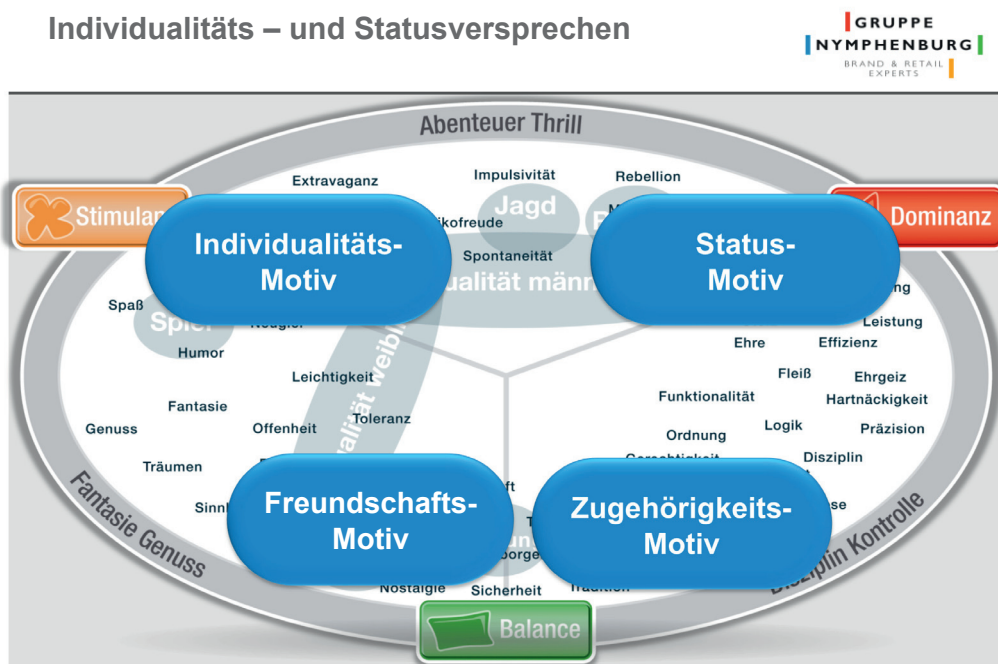 Individualitäts – und Statusversprechen
GRUPPE
NYMPHENBURG
BRAND & RETAIL
EXPERTS
Abenteuer Thrill
Extravaganz
Impulsivität
Rebellion
Jagd
Stimulan
Dominanz
Individualitäts-
Motiv
Status-
Motiv
Spontaneität
Spaß
Leistung
Humor
Ehre
Effizienz
Leichtigkeit
Fleiß
Ehrgeiz
Funktionalität
Hartnäckigkeit
Fantasie
Toleranz
Genuss
Offenheit
Logik
Präzision
Ordnung
Träumen
Disziplin
Freundschafts-
Motiv
Zugehörigkeits-
Motiv
Fantasie Genuss
Disziplin Kontrolle
Nostalgie
Sicherheit
Balance